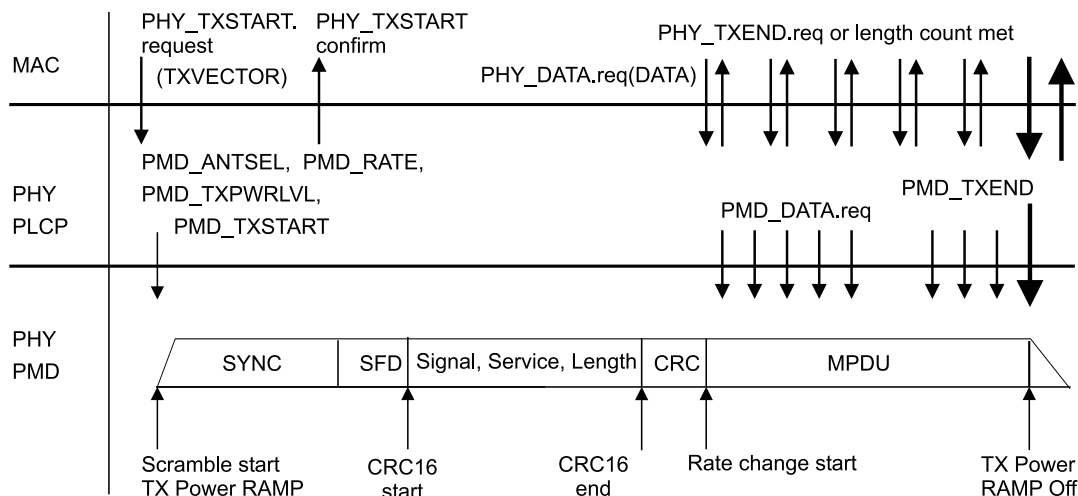 PHY_TXSTART.
request
(TXVECTOR)
PHY_TXSTART
confirm
PHY_TXEND.req or length count met
MAC
PHY_DATA.req(DATA)
PMD_ANTSEL, PMD_RATE,
PMD_TXPWRLVL,
PMD_TXSTART
PHY
PLCP
PMD_TXEND
PMD_DATA.req
PHY
PMD
SYNC
SFD
Signal, Service, Length
CRC
MPDU
Scramble start
TX Power RAMP
CRC16
start
CRC16
end
Rate change start
TX Power
RAMP Off